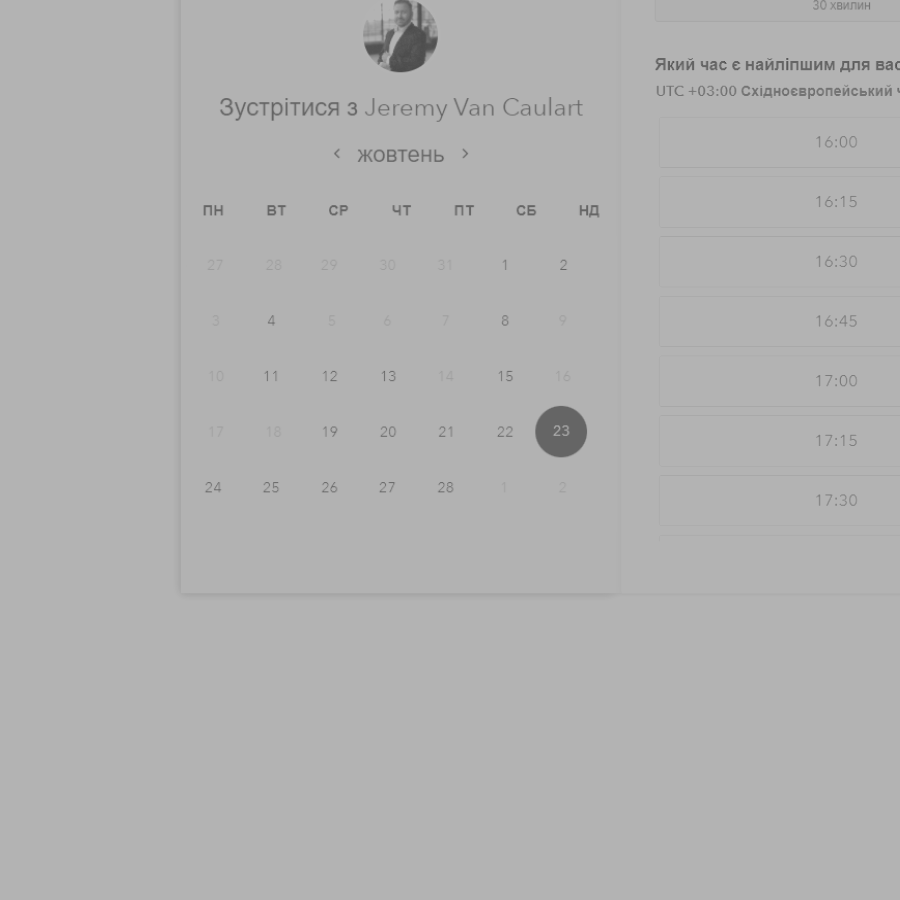 30 хвилин
Зустрітися з Jeremy Van Caulart
жовтень
ПН ВТ СР ЧТ ПТ СБ НД
27 28 29 30 31 1 2
3 4 5 6 7 8 9
10 11 12 13 14 15 16
17 18 19 20 21 22 23
24 25 26 27 28 1 2
Який час є найліпшим для вас
UTC +03:00 Східноєвропейський
16:00
16:15
16:30
16:45
17:00
17:15
17:30